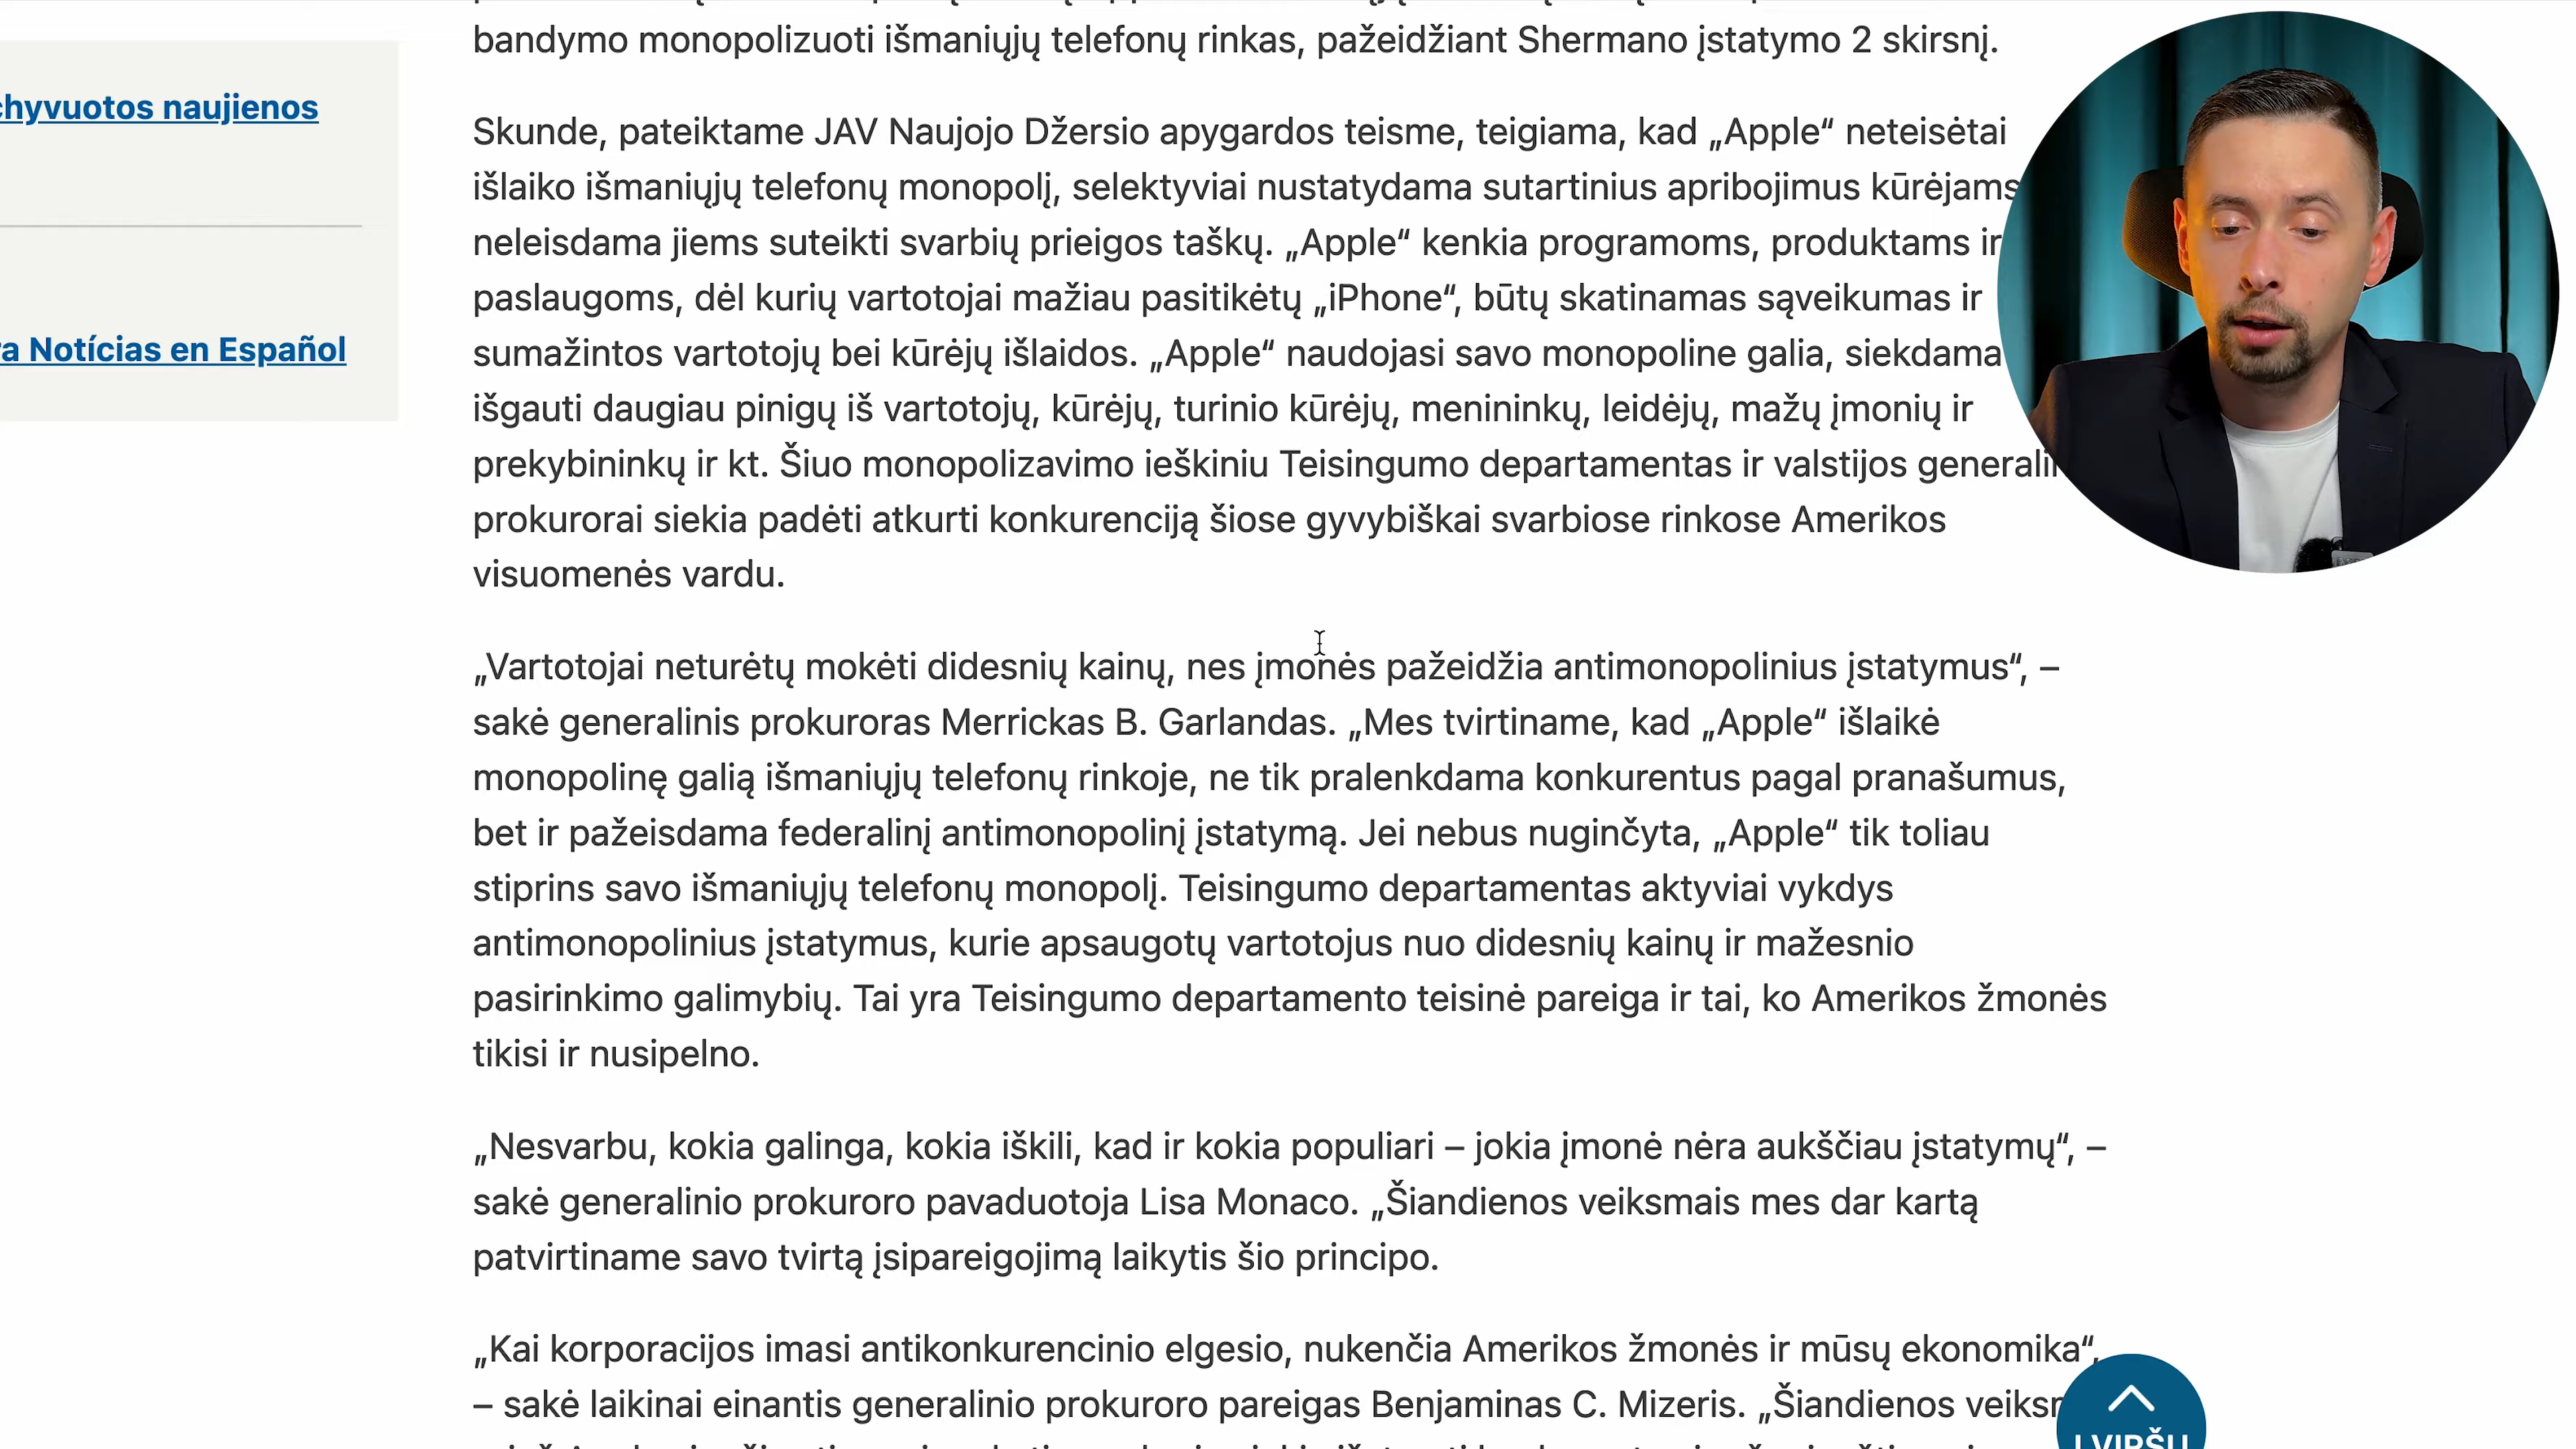 bandymo monopolizuoti išmaniųjų telefonų rinkas, pažeidžiant Shermano įstatymo 2 skirsnį.
naujienos
Skunde, pateiktame JAV Naujojo Džersio apygardos teisme, teigiama, kad „Apple“ neteisėtai
išlaiko išmaniųjų telefonų monopolį, selektyviai nustatydama sutartinius apribojimus kūrėjams
neleisdama jiems suteikti svarbių prieigos taškų. „Apple“ kenkia programoms, produktams ir
paslaugoms, dėl kurių vartotojai mažiau pasitikėtų „iPhone“, būtų skatinamas sąveikumas ir
Notícias en Español
sumažintos vartotojų bei kūrėjų išlaidos. „Apple“ naudojasi savo monopoline galia, siekdama
išgauti daugiau pinigų iš vartotojų, kūrėjų, turinio kūrėjų, menininkų, leidėjų, mažų įmonių ir
prekybininkų ir kt. Šiuo monopolizavimo ieškiniu Teisingumo departamentas ir valstijos
prokurorai siekia padėti atkurti konkurenciją šiose gyvybiškai svarbiose rinkose Amerikos
visuomenės vardu.
„Vartotojai neturėtų mokėti didesnių kainų, nes įmonės pažeidžia antimonopolinius įstatymus“, –
sakė generalinis prokuroras Merrickas B. Garlandas. „Mes tvirtiname, kad „Apple“ išlaikė
monopolinę galią išmaniųjų telefonų rinkoje, ne tik pralenkdama konkurentus pagal pranašumus,
bet ir pažeisdama federalinį antimonopolinį įstatymą. Jei nebus nuginčyta, „Apple“ tik toliau
stiprins savo išmaniųjų telefonų monopolį. Teisingumo departamentas aktyviai vykdys
antimonopolinius įstatymus, kurie apsaugotų vartotojus nuo didesnių kainų ir mažesnio
pasirinkimo galimybių. Tai yra Teisingumo departamento teisinė pareiga ir tai, ko Amerikos žmonės
tikisi ir nusipelno.
„Nesvarbu, kokia galinga, kokia iškili, kad ir kokia populiari – jokia įmonė nėra aukščiau įstatymų“, –
sakė generalinio prokuroro pavaduotoja Lisa Monaco. „Šiandienos veiksmais mes dar kartą
patvirtiname savo tvirtą įsipareigojimą laikytis šio principo.
„Kai korporacijos imasi antikonkurencinio elgesio, nukenčia Amerikos žmonės ir mūsų ekonomika“,
– sakė laikinai einantis generalinio prokuroro pareigas Benjaminas C. Mizeris. „Šiandienos
Į VIRŠŲ